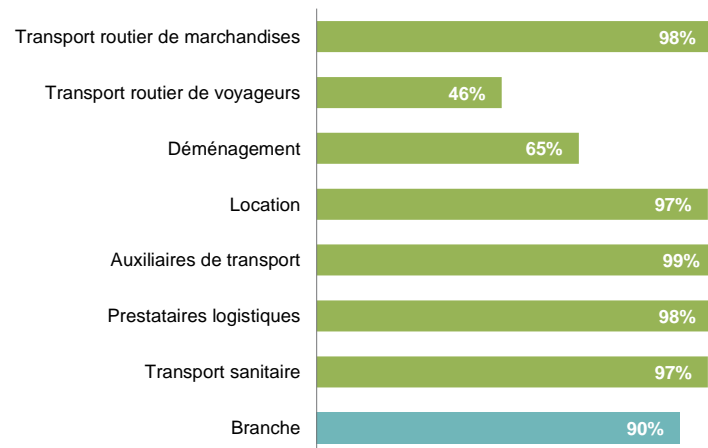 Transport routier de marchandises 98%
Transport routier de voyageurs 46%
Déménagement 65%
Location 97%
Auxiliaires de transport 99%
Prestataires logistiques 98%
Transport sanitaire 97%
Branche 90%